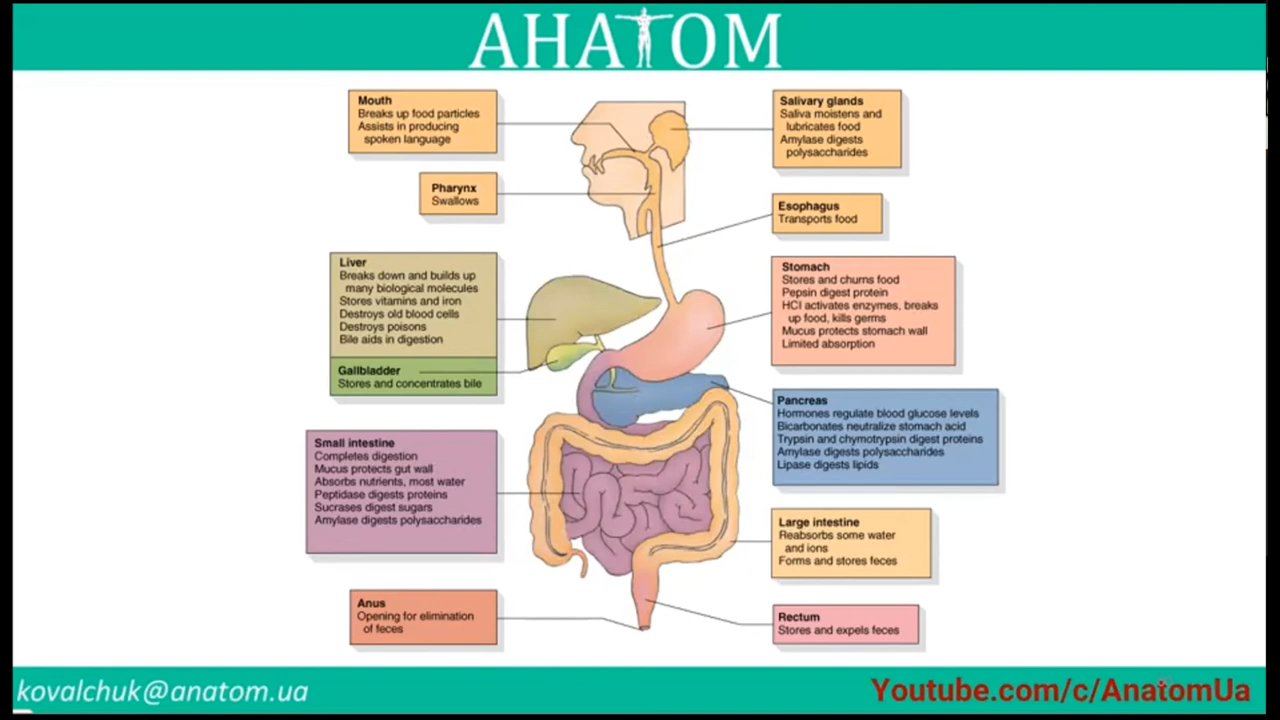 АНАТОМ
Mouth
Breaks up food particles
Assists in producing
spoken language
Pharynx
Swallows
Liver
Breaks down and builds up
many biological molecules
Stores vitamins and iron
Destroys old blood cells
Destroys poisons
Bile aids in digestion
Gallbladder
Stores and concentrates bile
Small intestine
Completes digestion
Mucus protects gut wall
Absorbs nutrients, most water
Peptidase digests proteins
Sucrases digest sugars
Amylase digests polysaccharides
Anus
Opening for elimination
of feces
Salivary glands
Saliva moistens and
lubricates food
Amylase digests
polysaccharides
Esophagus
Transports food
Stomach
Stores and churns food
Pepsin digest protein
HCl activates enzymes, breaks
up food, kills germs
Mucus protects stomach wall
Limited absorption
Pancreas
Hormones regulate blood glucose levels
Bicarbonates neutralize stomach acid
Trypsin and chymotrypsin digest proteins
Amylase digests polysaccharides
Lipase digests lipids
Large intestine
Reabsorbs some water
and ions
Forms and stores feces
Rectum
Stores and expels feces
kovalchuk@anatom.ua
Youtube.com/c/AnatomUa